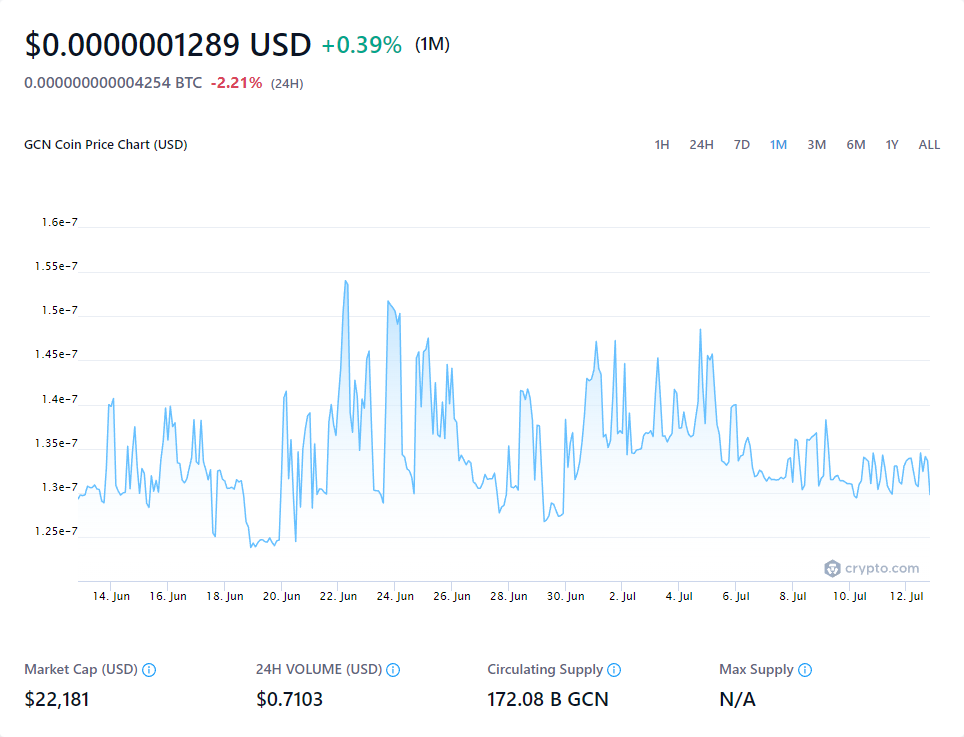 $0.0000001289 USD +0.39% (1M)
0.000000000004254 BTC -2.21% (24H)
GCN Coin Price Chart (USD) 1H 24H 7D 1M 3M 6M 1Y ALL
1.6e-7
1.55e-7
1.5e-7
1.45e-7
1.4e-7
1.35e-7
1.3e-7
1.25e-7
crypto.com
14. Jun 16. Jun 18. Jun 20. Jun 22. Jun 24. Jun 26. Jun 28. Jun 30. Jun 2. Jul 4. Jul 6. Jul 8. Jul 10. Jul 12. Jul
Market Cap (USD) 24H VOLUME (USD) Circulating Supply Max Supply
$22,181 $0.7103 172.08 B GCN N/A